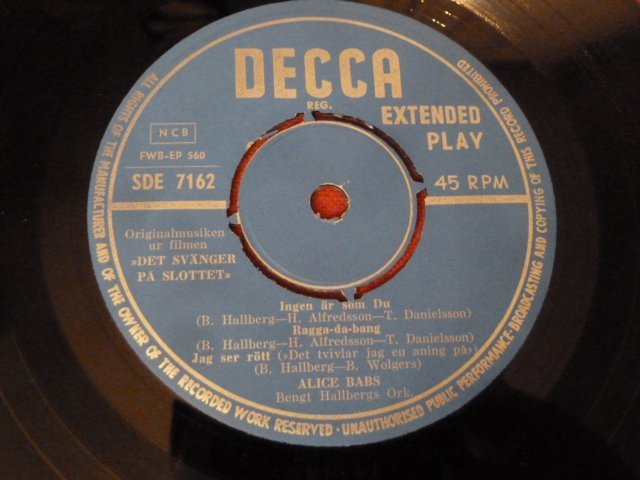 DECCA
REG.
EXTENDED
PLAY
NCB
FWB-EP 560
SDE 7162
45 RPM
Originalmusiken
ur filmen
»DET SVÄNGER
PÅ SLOTTET»
Ingen är som Du
(B. Hallberg—H. Alfredsson—T. Danielsson)
Ragga-da-bang
(B. Hallberg—H. Alfredsson—T. Danielsson)
Jag ser rött (»Det tvivlar jag en aning på»)
(B. Hallberg—B. Wolgers)
ALICE BABS
Bengt Hallbergs Ork.
ALL RIGHTS OF THE MANUFACTURER AND OF THE OWNER OF THE RECORDED WORK RESERVED · UNAUTHORISED PUBLIC PERFORMANCE · BROADCASTING AND COPYING OF THIS RECORD PROHIBITED